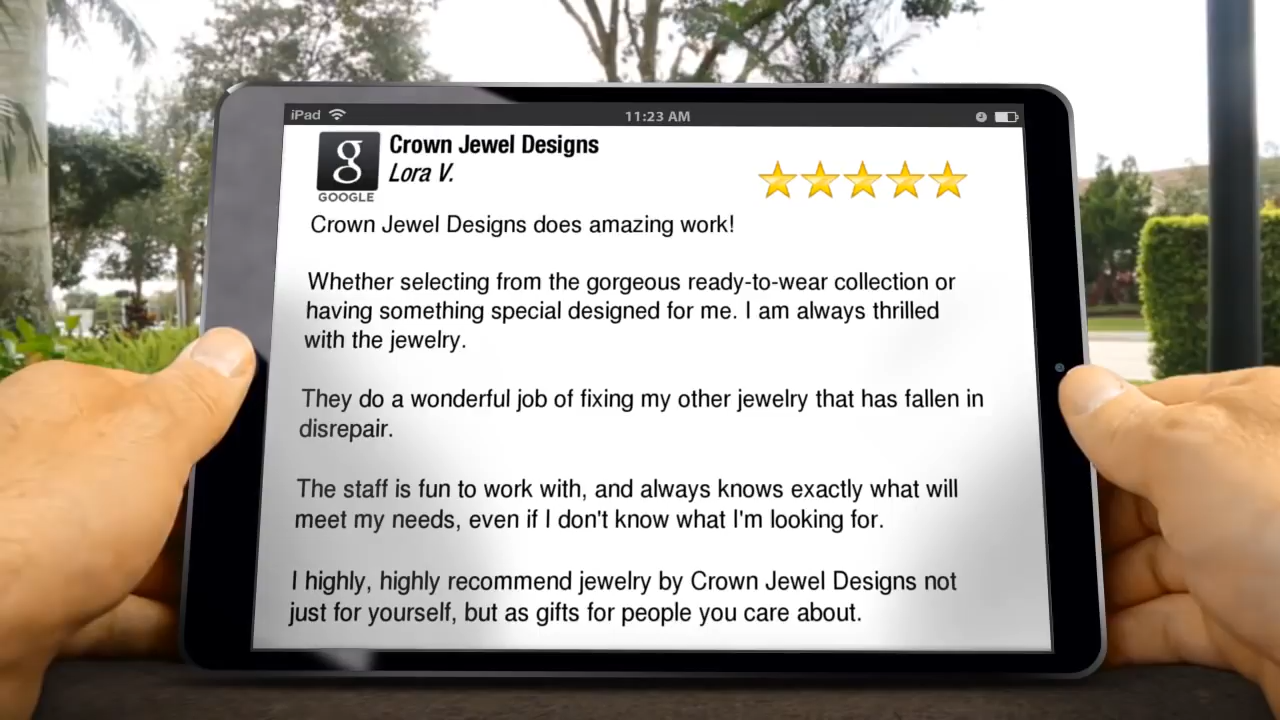 iPad 11:23 AM
Crown Jewel Designs
Lora V.
g
GOOGLE
Crown Jewel Designs does amazing work!
Whether selecting from the gorgeous ready-to-wear collection or
having something special designed for me. I am always thrilled
with the jewelry.
They do a wonderful job of fixing my other jewelry that has fallen in
disrepair.
The staff is fun to work with, and always knows exactly what will
meet my needs, even if I don't know what I'm looking for.
I highly, highly recommend jewelry by Crown Jewel Designs not
just for yourself, but as gifts for people you care about.